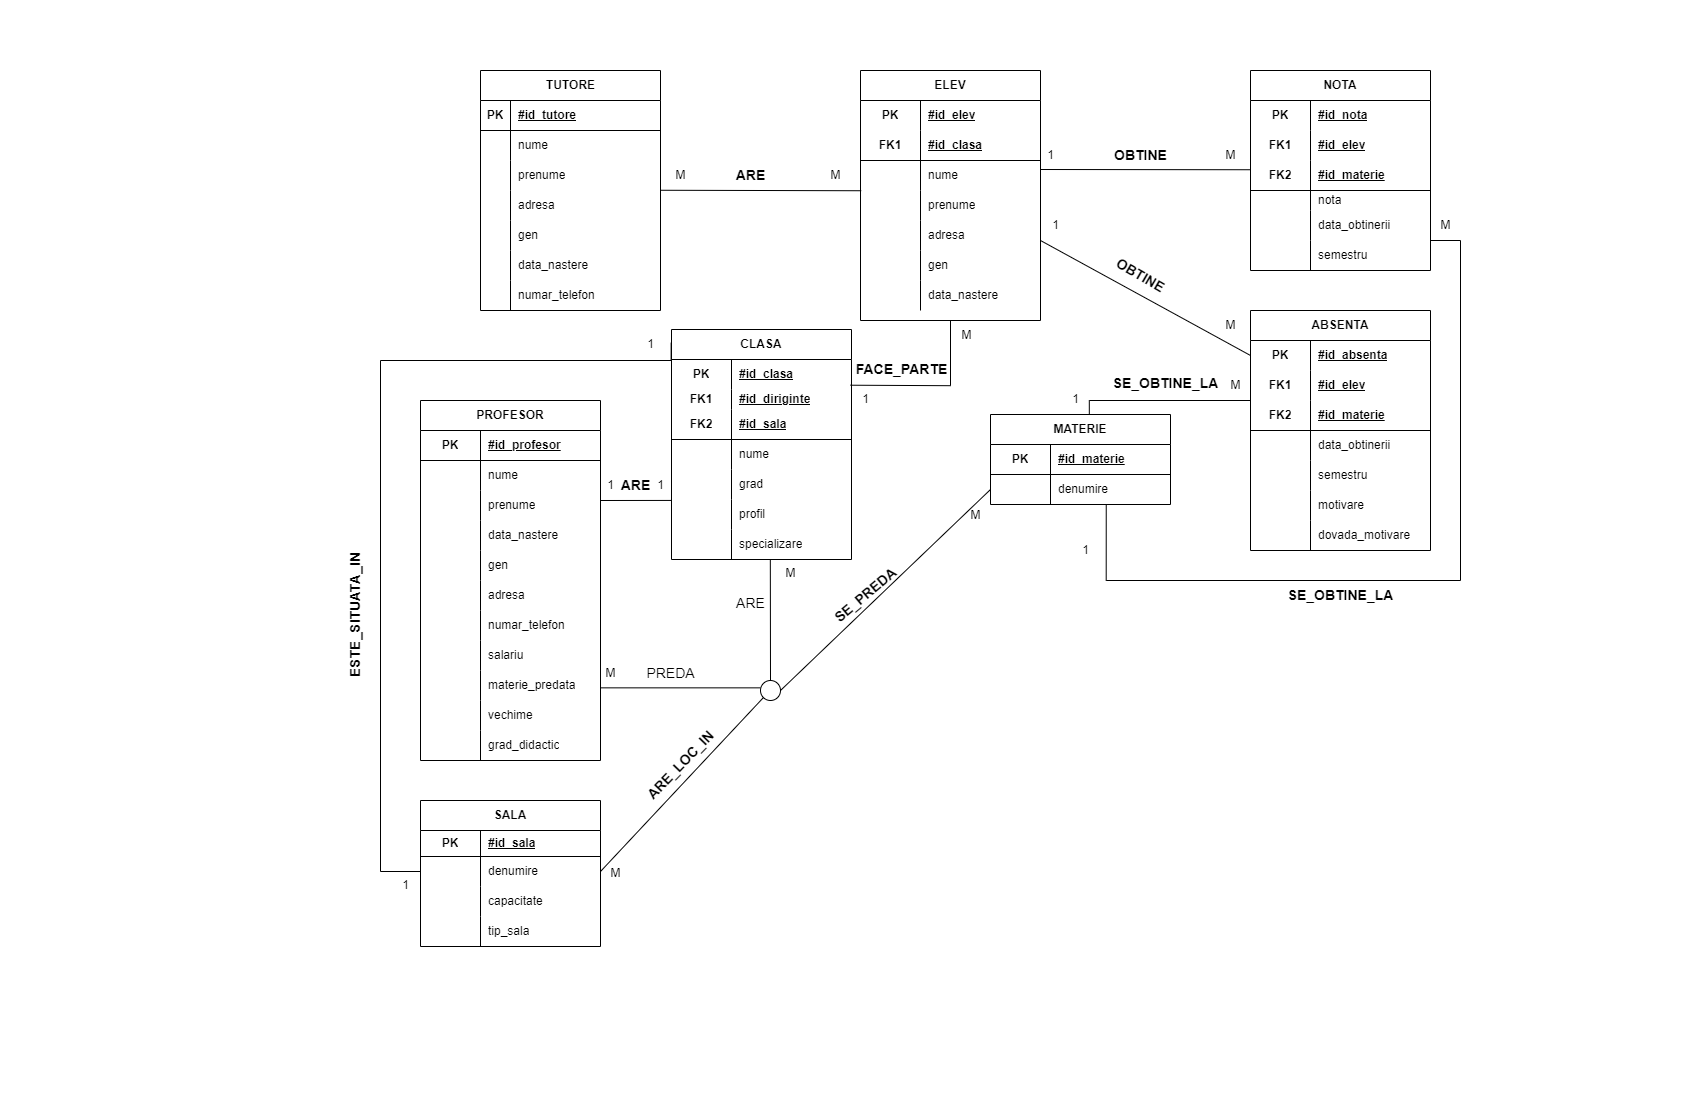 TUTORE
PK #id_tutore
nume
prenume
adresa
gen
data_nastere
numar_telefon
M ARE M
ELEV
PK #id_elev
FK1 #id_clasa
nume
prenume
adresa
gen
data_nastere
1 OBTINE M
NOTA
PK #id_nota
FK1 #id_elev
FK2 #id_materie
nota
data_obtinerii
semestru
M
1
OBTINE
M
M
FACE_PARTE
1
1
CLASA
PK #id_clasa
FK1 #id_diriginte
FK2 #id_sala
nume
grad
profil
specializare
ABSENTA
PK #id_absenta
FK1 #id_elev
FK2 #id_materie
data_obtinerii
semestru
motivare
dovada_motivare
SE_OBTINE_LA M
1
MATERIE
PK #id_materie
denumire
M
1
SE_OBTINE_LA
PROFESOR
PK #id_profesor
nume
prenume
data_nastere
gen
adresa
numar_telefon
salariu
materie_predata
vechime
grad_didactic
1 ARE 1
M
ARE
SE_PREDA
M PREDA
ARE_LOC_IN
M
ESTE_SITUATA_IN
SALA
PK #id_sala
denumire
capacitate
tip_sala
1